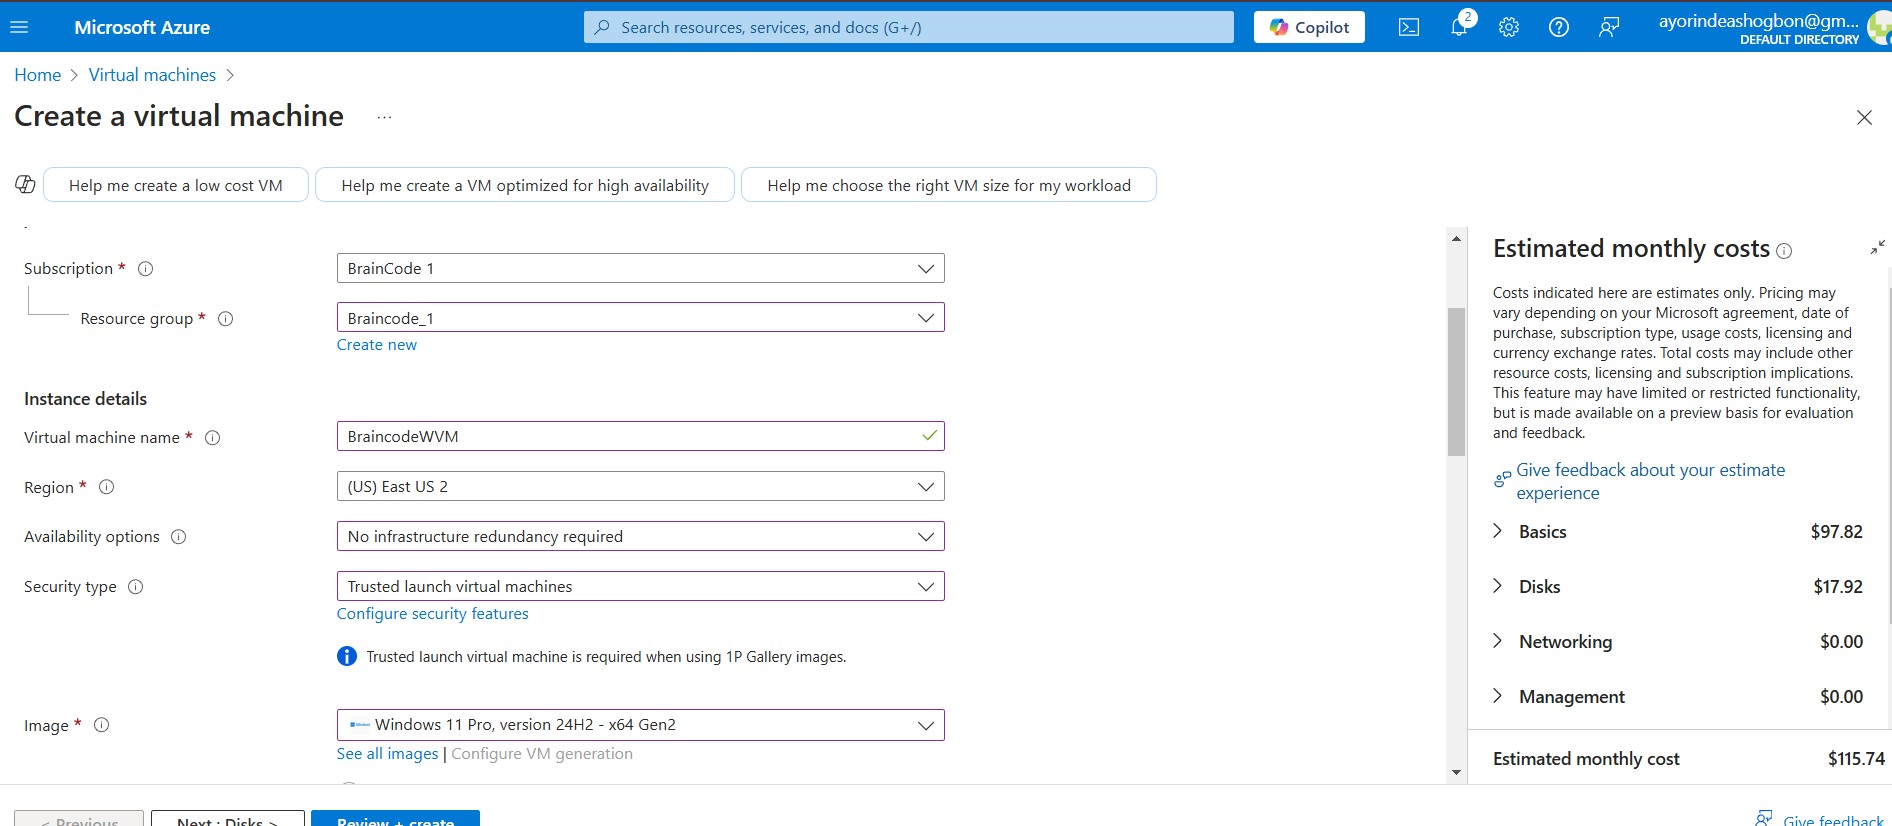 Microsoft Azure
Search resources, services, and docs (G+/)
Copilot
2
ayorindeashogbon@gm...
DEFAULT DIRECTORY
Home > Virtual machines >
Create a virtual machine ...
Help me create a low cost VM
Help me create a VM optimized for high availability
Help me choose the right VM size for my workload
Subscription *
BrainCode 1
Resource group *
Braincode_1
Create new
Instance details
Virtual machine name *
BraincodeWVM
Region *
(US) East US 2
Availability options
No infrastructure redundancy required
Security type
Trusted launch virtual machines
Configure security features
Trusted launch virtual machine is required when using 1P Gallery images.
Image *
Windows 11 Pro, version 24H2 - x64 Gen2
See all images | Configure VM generation
< Previous
Next : Disks >
Review + create
Estimated monthly costs
Costs indicated here are estimates only. Pricing may
vary depending on your Microsoft agreement, date of
purchase, subscription type, usage costs, licensing and
currency exchange rates. Total costs may include other
resource costs, licensing and subscription implications.
This feature may have limited or restricted functionality,
but is made available on a preview basis for evaluation
and feedback.
Give feedback about your estimate
experience
Basics $97.82
Disks $17.92
Networking $0.00
Management $0.00
Estimated monthly cost $115.74
Give feedback